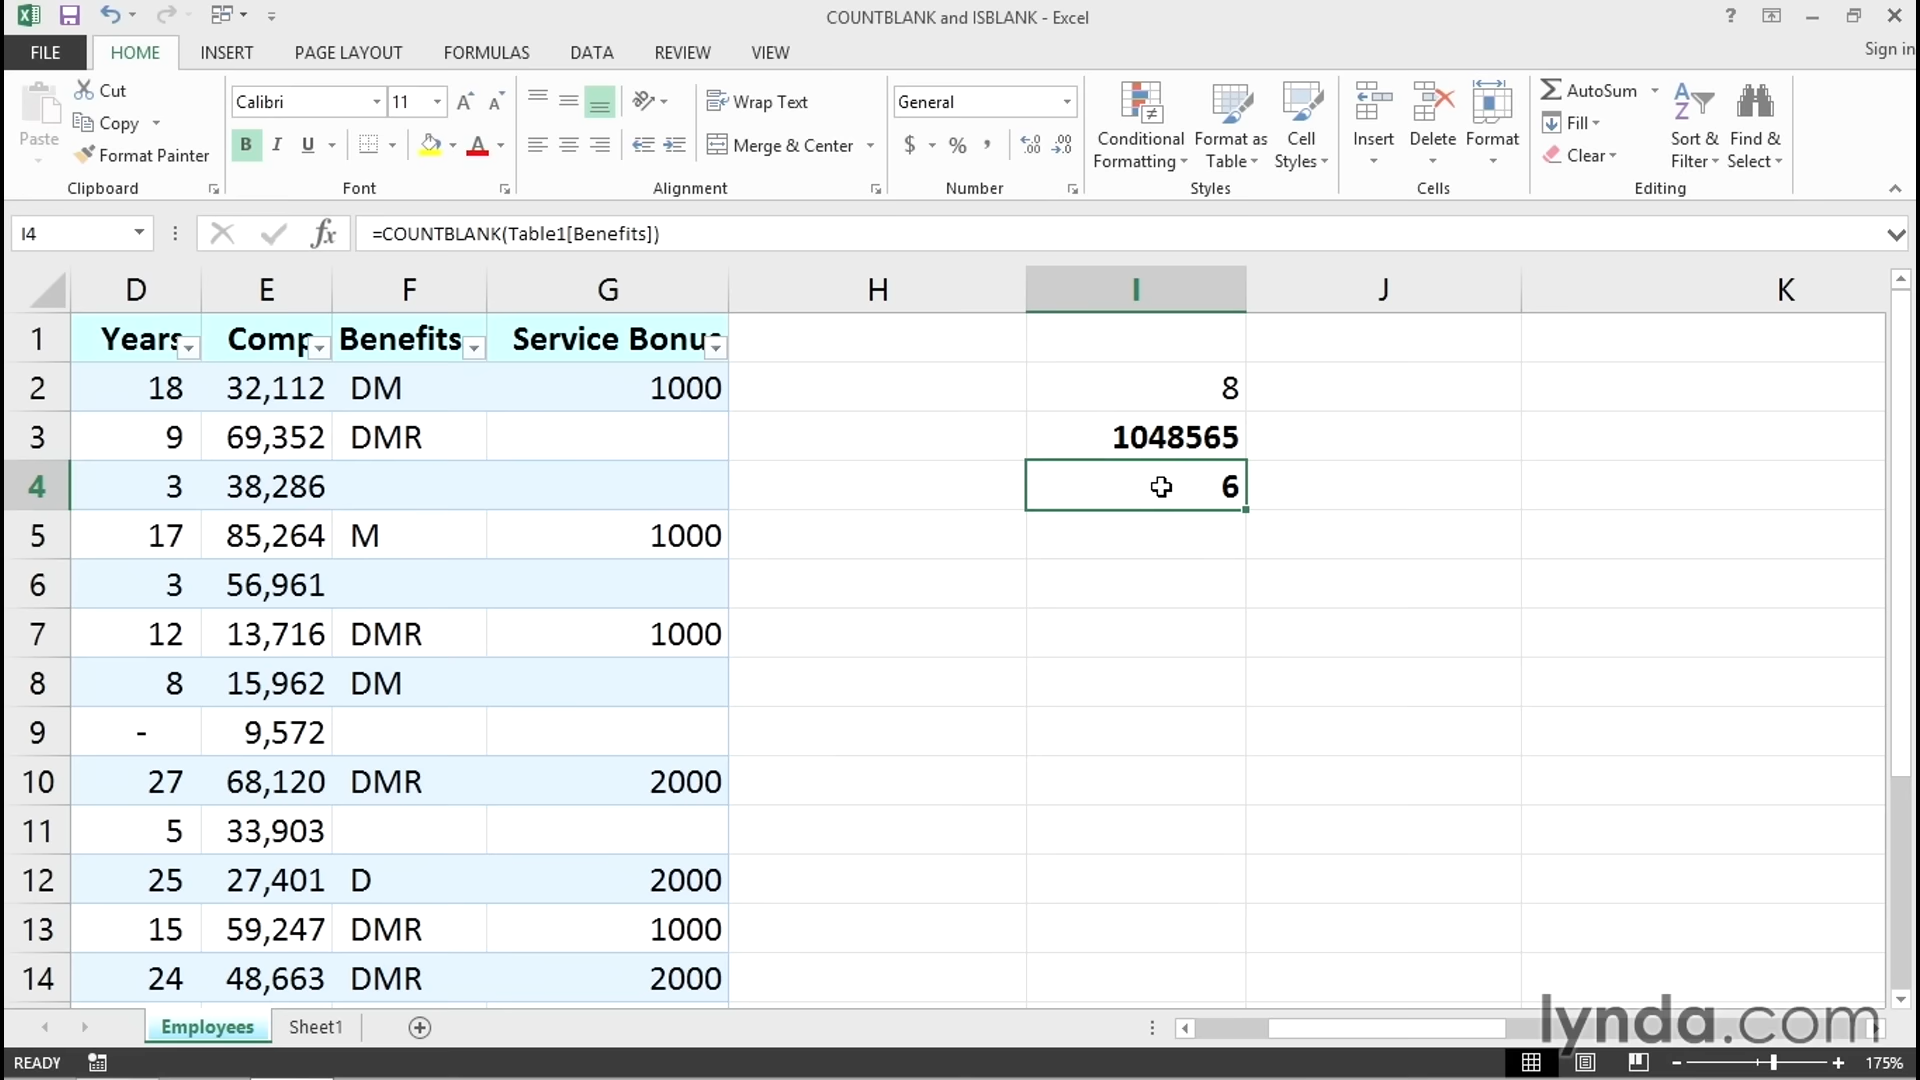 COUNTBLANK and ISBLANK - Excel
?
FILE HOME INSERT PAGE LAYOUT FORMULAS DATA REVIEW VIEW Sign in
Paste
Cut
Copy
Format Painter
Clipboard
Calibri 11
B I U
Font
Wrap Text
Merge & Center
Alignment
General
$ % ,
Number
Conditional Formatting
Format as Table
Cell Styles
Styles
Insert
Delete
Format
Cells
AutoSum
Fill
Clear
Sort & Filter
Find & Select
Editing
I4 fx =COUNTBLANK(Table1[Benefits])
D E F G H I J K
1 Years Comp Benefits Service Bonus
2 18 32,112 DM 1000 8
3 9 69,352 DMR 1048565
4 3 38,286 6
5 17 85,264 M 1000
6 3 56,961
7 12 13,716 DMR 1000
8 8 15,962 DM
9 - 9,572
10 27 68,120 DMR 2000
11 5 33,903
12 25 27,401 D 2000
13 15 59,247 DMR 1000
14 24 48,663 DMR 2000
Employees Sheet1
lynda.com
READY 175%